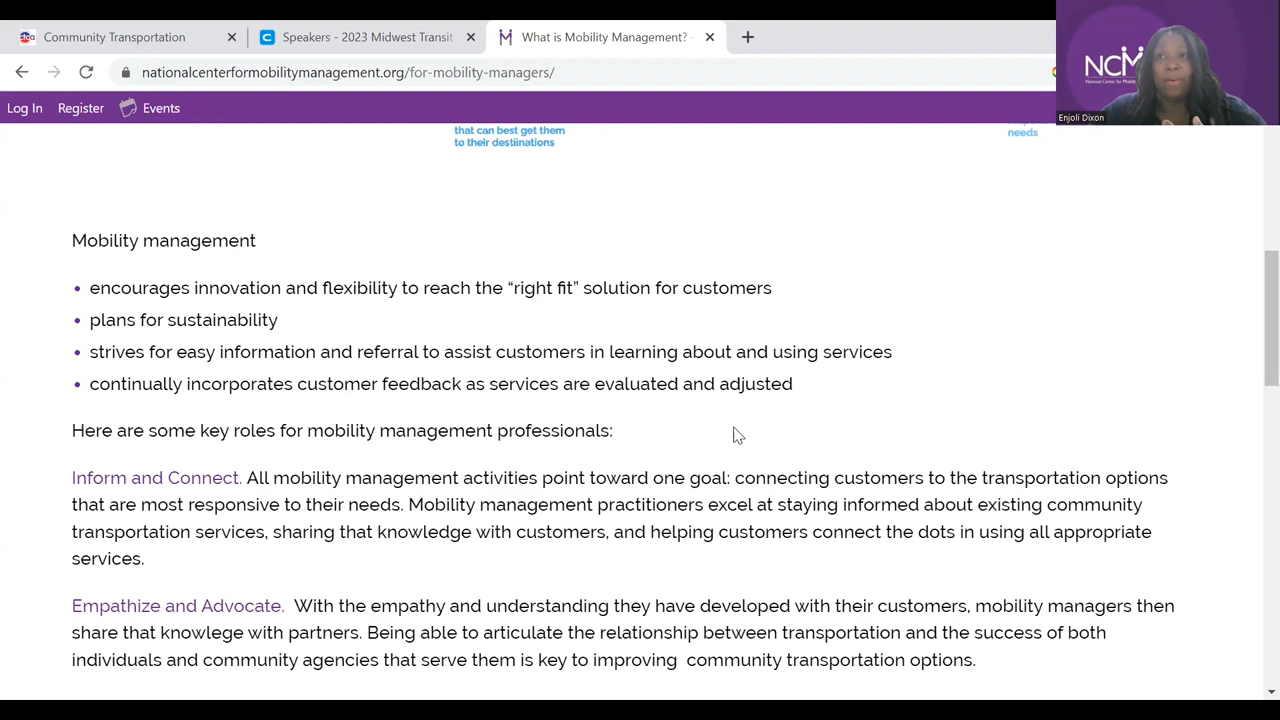 Community Transportation
Speakers - 2023 Midwest Transit
What is Mobility Management? -
nationalcenterformobilitymanagement.org/for-mobility-managers/
Log In
Register
Events
NCM
Enjoli Dixon
that can best get them
to their destiinations
needs
Mobility management
• encourages innovation and flexibility to reach the “right fit” solution for customers
• plans for sustainability
• strives for easy information and referral to assist customers in learning about and using services
• continually incorporates customer feedback as services are evaluated and adjusted
Here are some key roles for mobility management professionals:
Inform and Connect. All mobility management activities point toward one goal: connecting customers to the transportation options
that are most responsive to their needs. Mobility management practitioners excel at staying informed about existing community
transportation services, sharing that knowledge with customers, and helping customers connect the dots in using all appropriate
services.
Empathize and Advocate. With the empathy and understanding they have developed with their customers, mobility managers then
share that knowlege with partners. Being able to articulate the relationship between transportation and the success of both
individuals and community agencies that serve them is key to improving community transportation options.